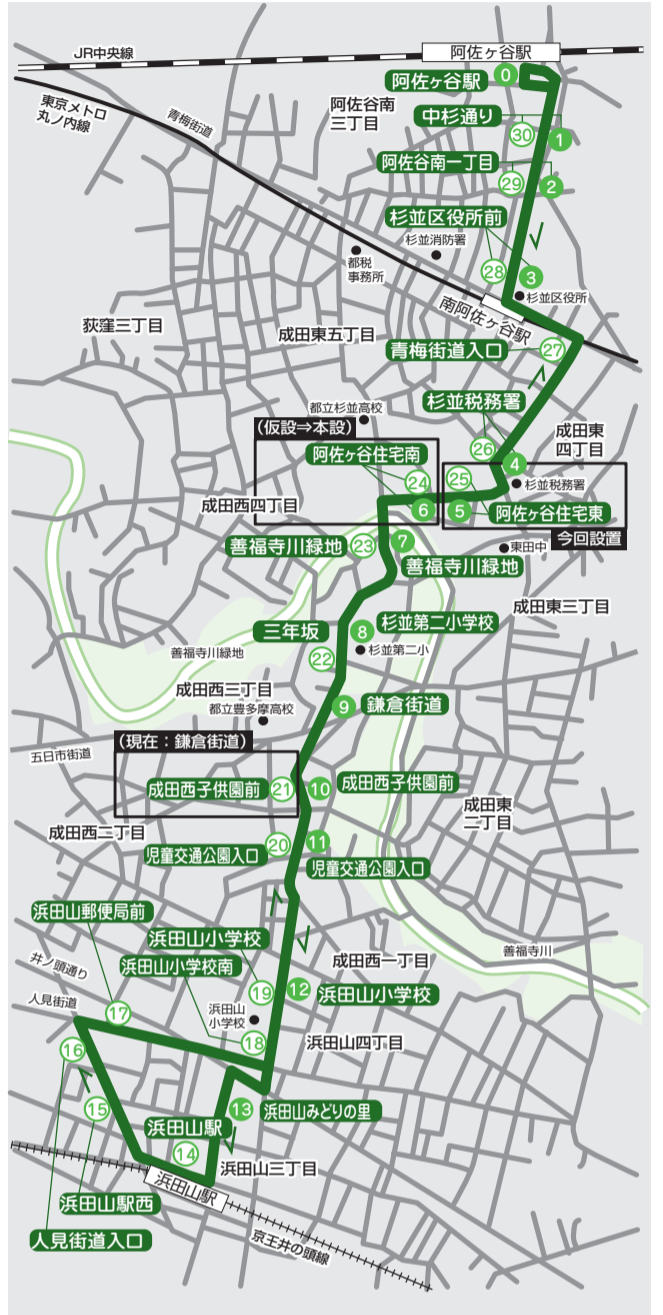 JR中央線
阿佐ヶ谷駅
阿佐ヶ谷駅
0
東京メトロ
丸ノ内線
青梅街道
阿佐谷南
三丁目
中杉通り
30
1
阿佐谷南一丁目
29
2
杉並区役所前
杉並消防署
都税
事務所
28
3
杉並区役所
南阿佐ヶ谷駅
荻窪三丁目
成田東五丁目
青梅街道入口
27
都立杉並高校
杉並税務署
(仮設⇒本設)
阿佐ヶ谷住宅南
24
26
成田東
四丁目
4
25
杉並税務署
成田西四丁目
6
5
阿佐ヶ谷住宅東
今回設置
善福寺川緑地
23
7
善福寺川緑地
東田中
成田東三丁目
三年坂
8
杉並第二小学校
22
杉並第二小
善福寺川緑地
成田西三丁目
都立豊多摩高校
9
鎌倉街道
五日市街道
(現在:鎌倉街道)
成田西子供園前
21
10
成田西子供園前
成田東
二丁目
成田西二丁目
児童交通公園入口
20
11
児童交通公園入口
浜田山郵便局前
浜田山小学校
浜田山小学校南
井ノ頭通り
成田西一丁目
善福寺川
19
12
浜田山小学校
人見街道
17
浜田山
小学校
18
浜田山四丁目
16
15
浜田山駅
14
13
浜田山みどりの里
浜田山三丁目
浜田山駅
浜田山駅西
人見街道入口
京王井の頭線